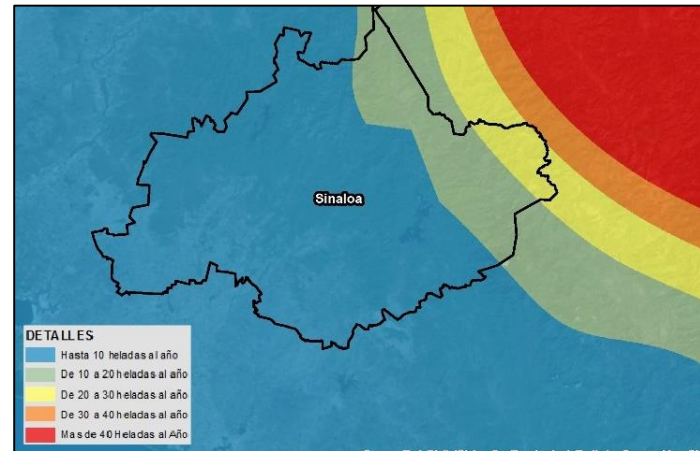 Sinaloa
DETALLES
Hasta 10 heladas al año
De 10 a 20 heladas al año
De 20 a 30 heladas al año
De 30 a 40 heladas al año
Mas de 40 Heladas al Año